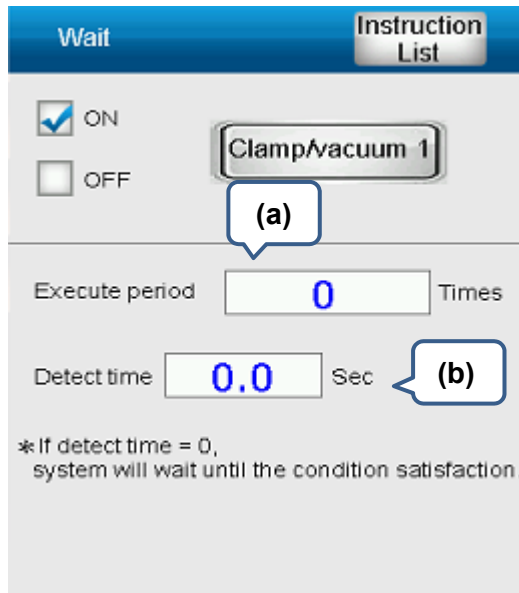 Wait
Instruction
List
ON
Clamp/vacuum 1
OFF
(a)
Execute period 0 Times
Detect time 0.0 Sec
(b)
*If detect time = 0,
system will wait until the condition satisfaction